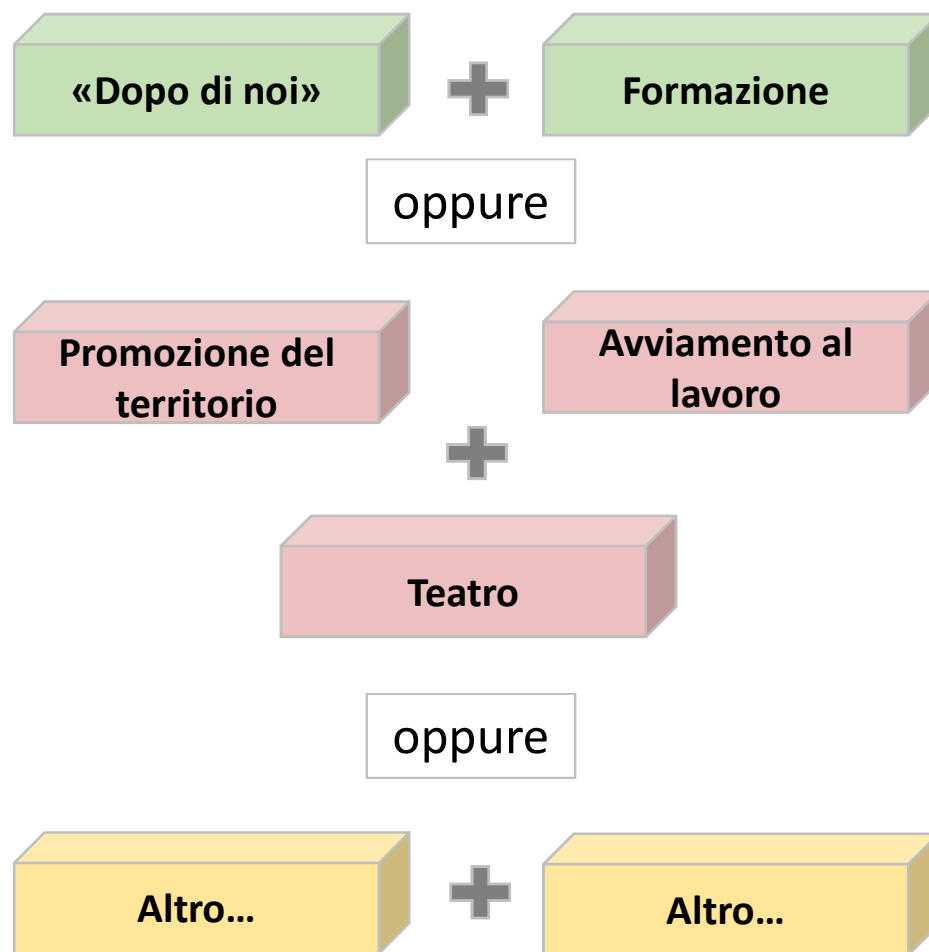 «Dopo di noi»
Formazione
oppure
Promozione del
territorio
Avviamento al
lavoro
Teatro
oppure
Altro...
Altro...